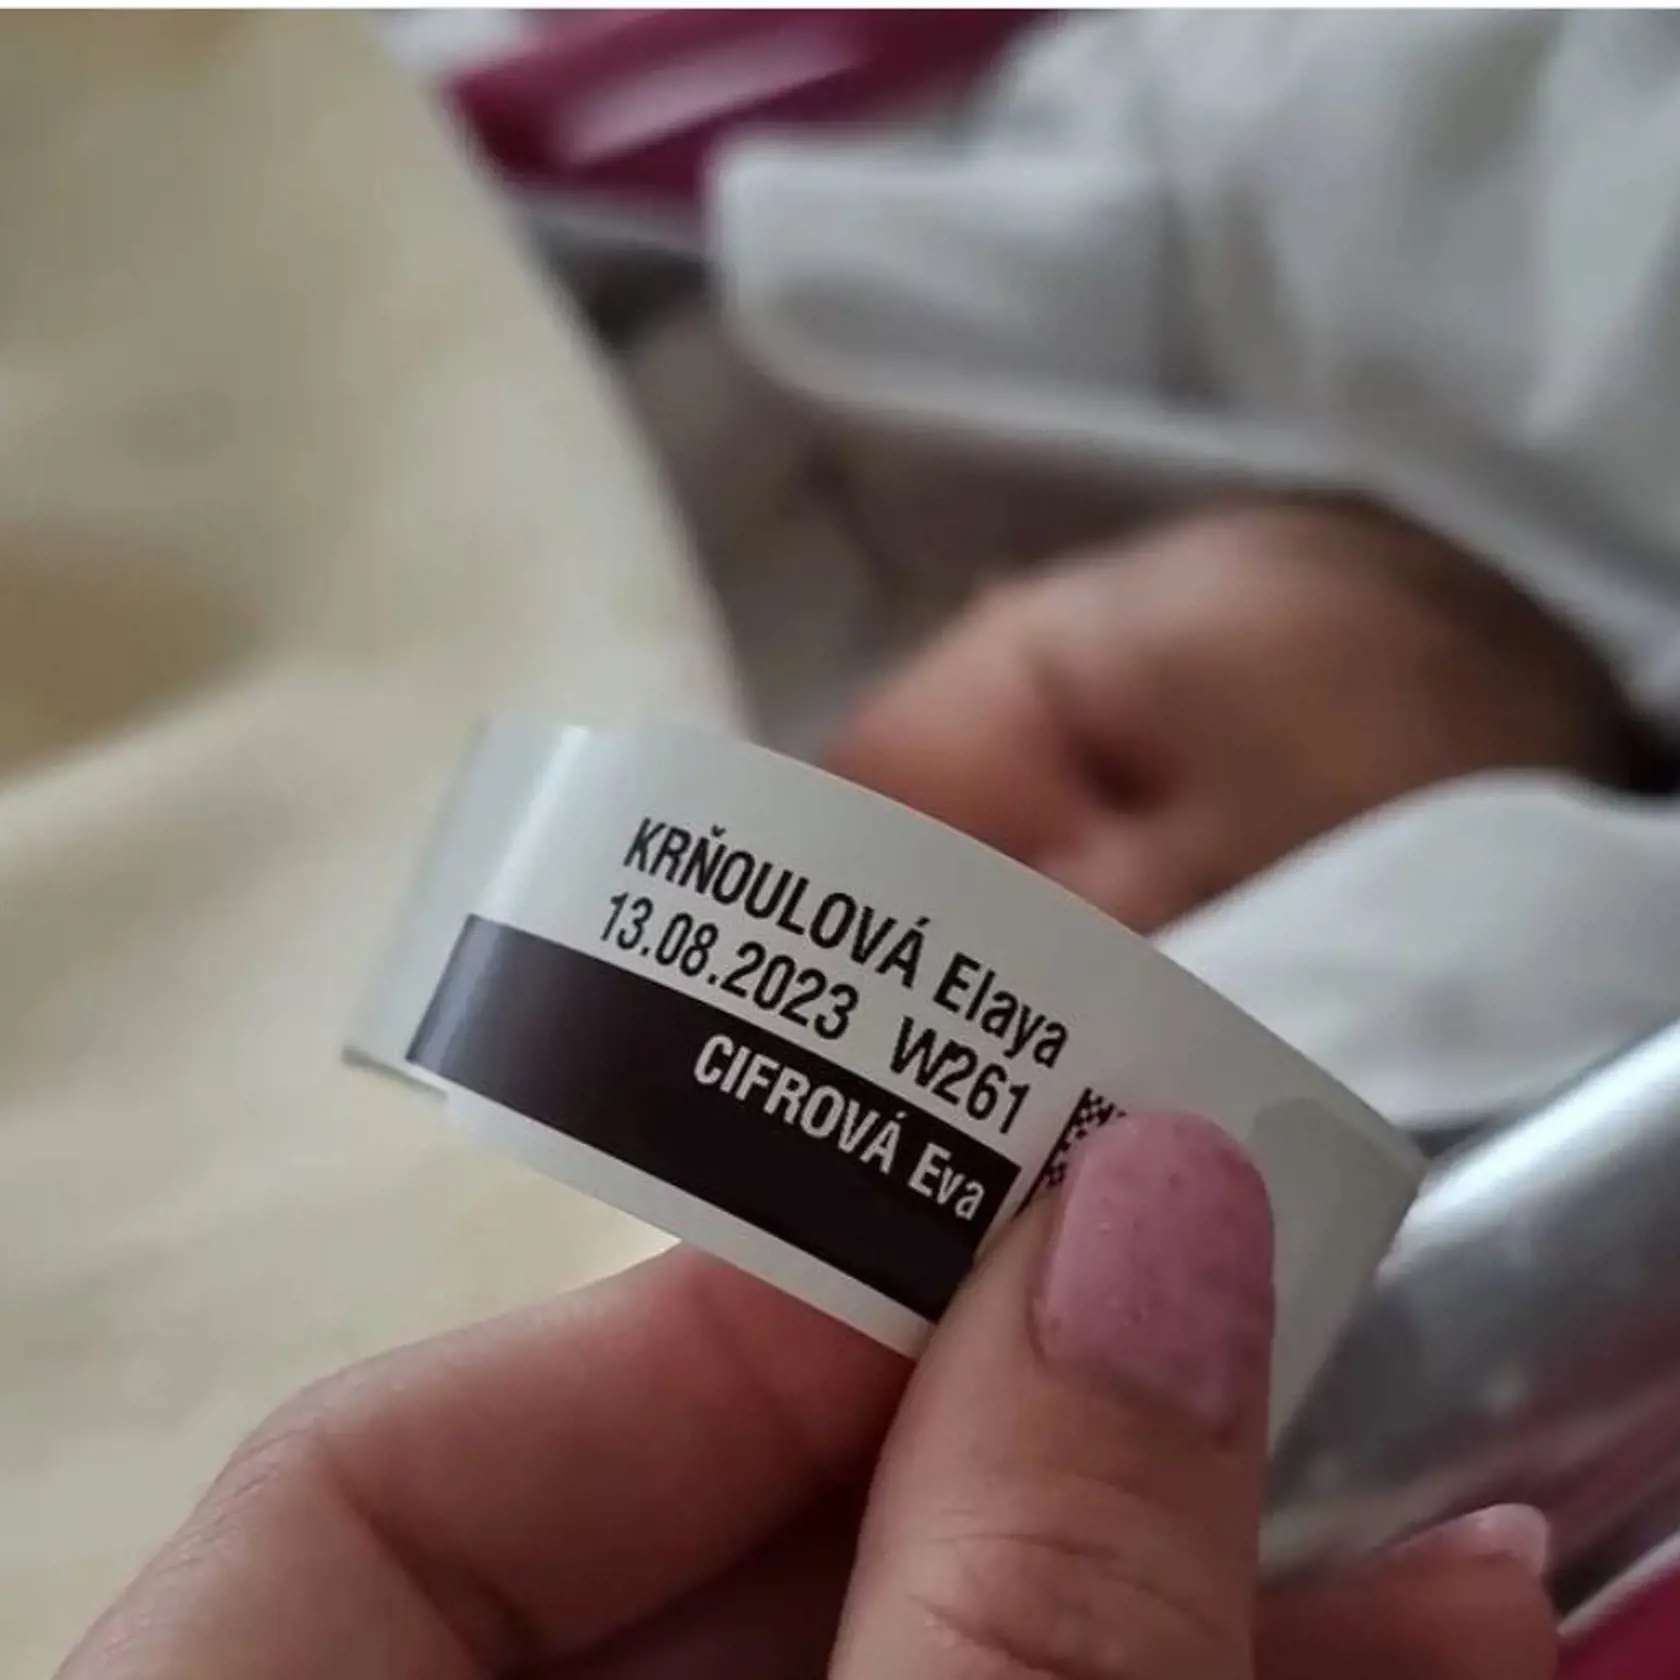 KRŇOULOVÁ Elaya
13.08.2023 W261
CIFROVÁ Eva